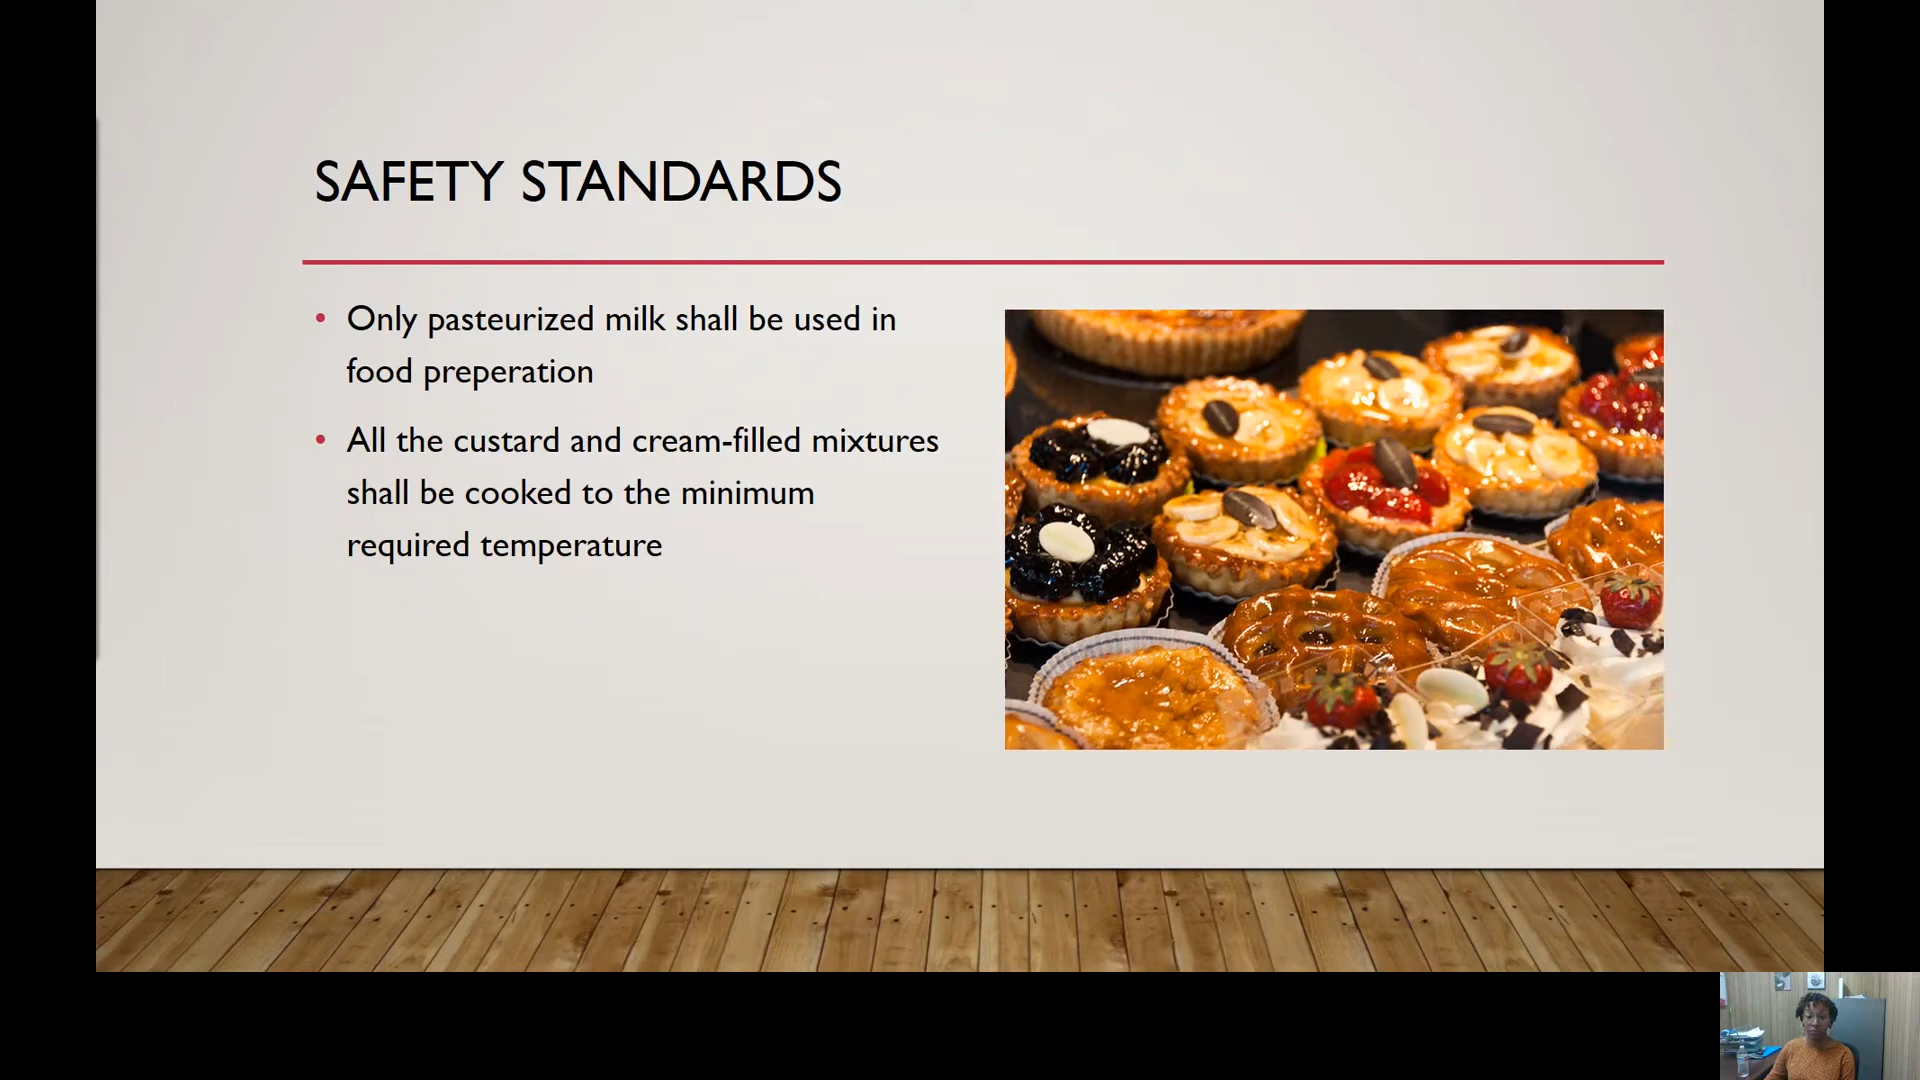 SAFETY STANDARDS
• Only pasteurized milk shall be used in
food preperation
• All the custard and cream-filled mixtures
shall be cooked to the minimum
required temperature